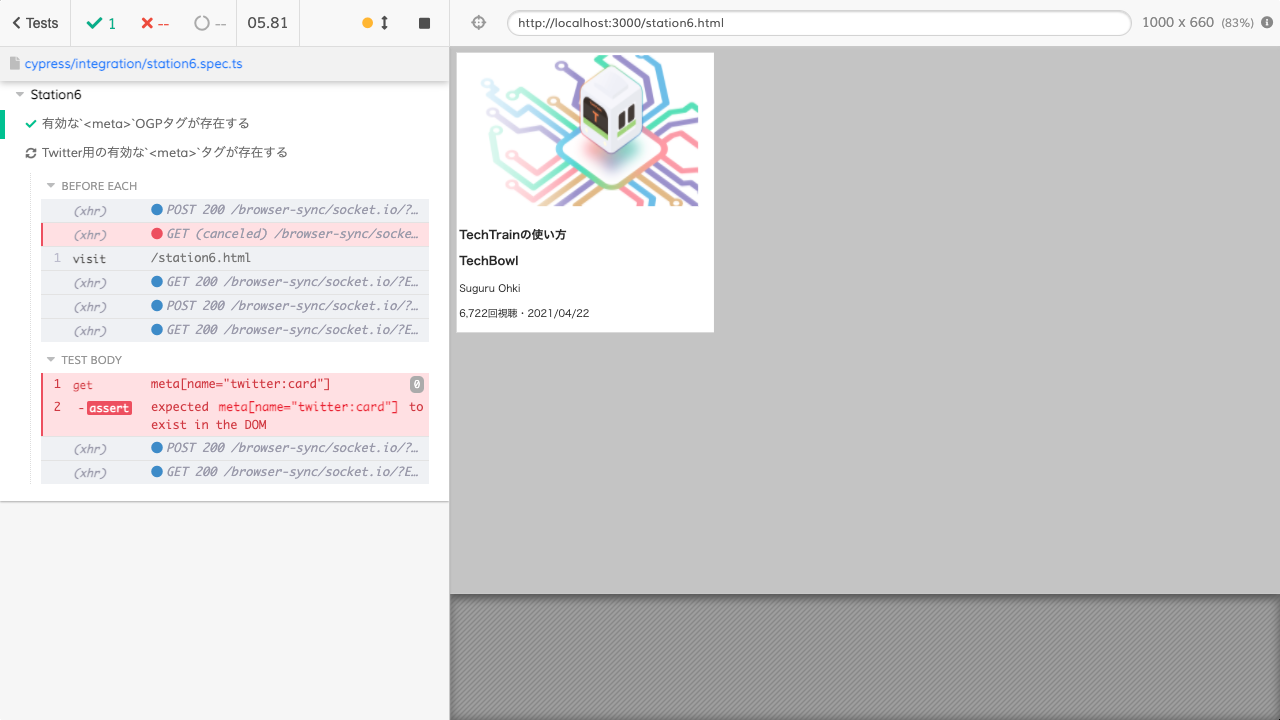 Tests
1
--
--
05.81
http://localhost:3000/station6.html
1000 x 660 (83%)
cypress/integration/station6.spec.ts
Station6
有効な`<meta>`OGPタグが存在する
Twitter用の有効な`<meta>`タグが存在する
BEFORE EACH
(xhr) POST 200 /browser-sync/socket.io/?...
(xhr) GET (canceled) /browser-sync/socke...
1 visit /station6.html
(xhr) GET 200 /browser-sync/socket.io/?E...
(xhr) POST 200 /browser-sync/socket.io/?...
(xhr) GET 200 /browser-sync/socket.io/?E...
TEST BODY
1 get meta[name="twitter:card"] 0
2 -assert expected meta[name="twitter:card"] to
exist in the DOM
(xhr) POST 200 /browser-sync/socket.io/?...
(xhr) GET 200 /browser-sync/socket.io/?E...
TechTrainの使い方
TechBowl
Suguru Ohki
6,722回視聴・2021/04/22